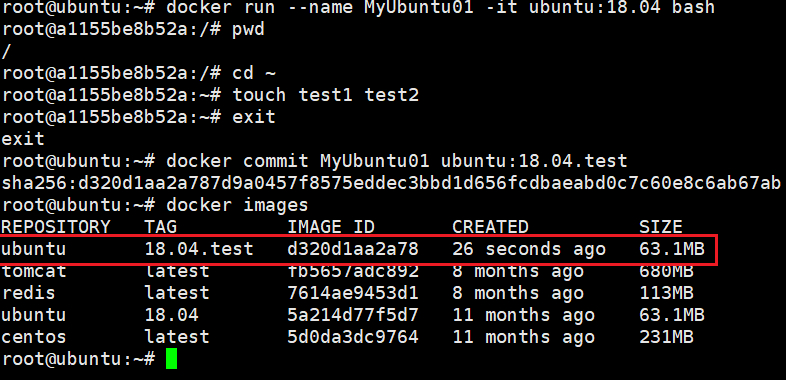 root@ubuntu:~# docker run --name MyUbuntu01 -it ubuntu:18.04 bash
root@a1155be8b52a:/# pwd
/
root@a1155be8b52a:/# cd ~
root@a1155be8b52a:~# touch test1 test2
root@a1155be8b52a:~# exit
exit
root@ubuntu:~# docker commit MyUbuntu01 ubuntu:18.04.test
sha256:d320d1aa2a787d9a0457f8575eddec3bbd1d656fcdbaeabd0c7c60e8c6ab67ab
root@ubuntu:~# docker images
REPOSITORY TAG IMAGE ID CREATED SIZE
ubuntu 18.04.test d320d1aa2a78 26 seconds ago 63.1MB
tomcat latest fb5657adc892 8 months ago 680MB
redis latest 7614ae9453d1 8 months ago 113MB
ubuntu 18.04 5a214d77f5d7 11 months ago 63.1MB
centos latest 5d0da3dc9764 11 months ago 231MB
root@ubuntu:~#